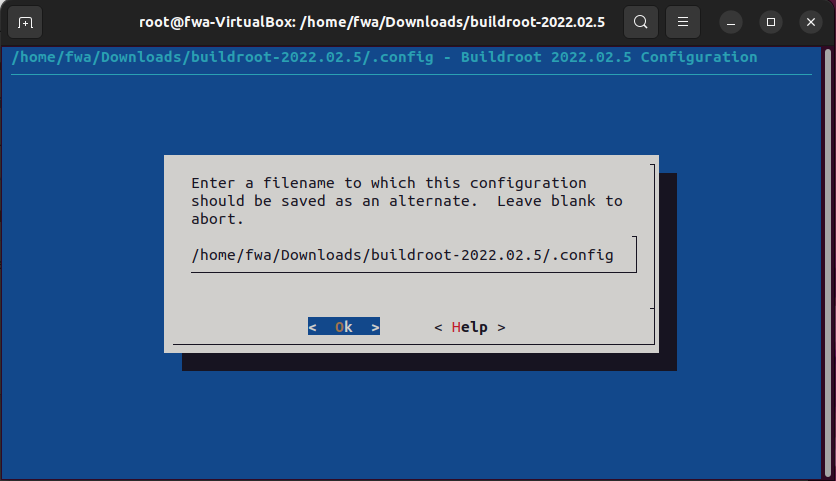 root@fwa-VirtualBox: /home/fwa/Downloads/buildroot-2022.02.5
/home/fwa/Downloads/buildroot-2022.02.5/.config - Buildroot 2022.02.5 Configuration
Enter a filename to which this configuration
should be saved as an alternate.  Leave blank to
abort.
/home/fwa/Downloads/buildroot-2022.02.5/.config
<  Ok  >      < Help >